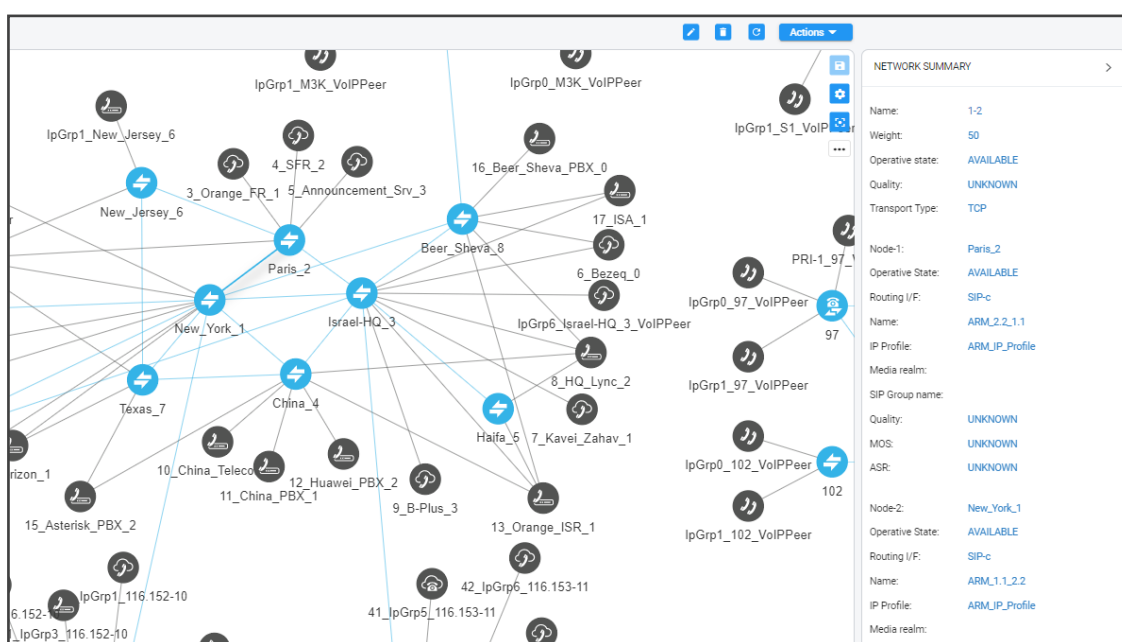 Actions
NETWORK SUMMARY
IpGrp1_M3K_VoIPPeer
IpGrp0_M3K_VoIPPeer
IpGrp1_S1_VoIPPeer
IpGrp1_New_Jersey_6
4_SFR_2
16_Beer_Sheva_PBX_0
3_Orange_FR_1
5_Announcement_Srv_3
New_Jersey_6
17_ISA_1
Beer_Sheva_8
Paris_2
6_Bezeq_0
PRI-1_97_V
IpGrp0_97_VoIPPeer
New_York_1
Israel-HQ_3
IpGrp6_Israel-HQ_3_VoIPPeer
97
8_HQ_Lync_2
IpGrp1_97_VoIPPeer
Texas_7
China_4
Haifa_5
7_Kavei_Zahav_1
rizon_1
10_China_Teleco
12_Huawei_PBX_2
11_China_PBX_1
IpGrp0_102_VoIPPeer
102
9_B-Plus_3
15_Asterisk_PBX_2
13_Orange_ISR_1
IpGrp1_102_VoIPPeer
42_IpGrp6_116.153-11
IpGrp1_116.152-10
41_IpGrp5_116.153-11
6.152-10
_IpGrp3_116.152-10
Name: 1-2
Weight: 50
Operative state: AVAILABLE
Quality: UNKNOWN
Transport Type: TCP
Node-1: Paris_2
Operative State: AVAILABLE
Routing I/F: SIP-c
Name: ARM_2.2_1.1
IP Profile: ARM_IP_Profile
Media realm:
SIP Group name:
Quality: UNKNOWN
MOS: UNKNOWN
ASR: UNKNOWN
Node-2: New_York_1
Operative State: AVAILABLE
Routing I/F: SIP-c
Name: ARM_1.1_2.2
IP Profile: ARM_IP_Profile
Media realm: